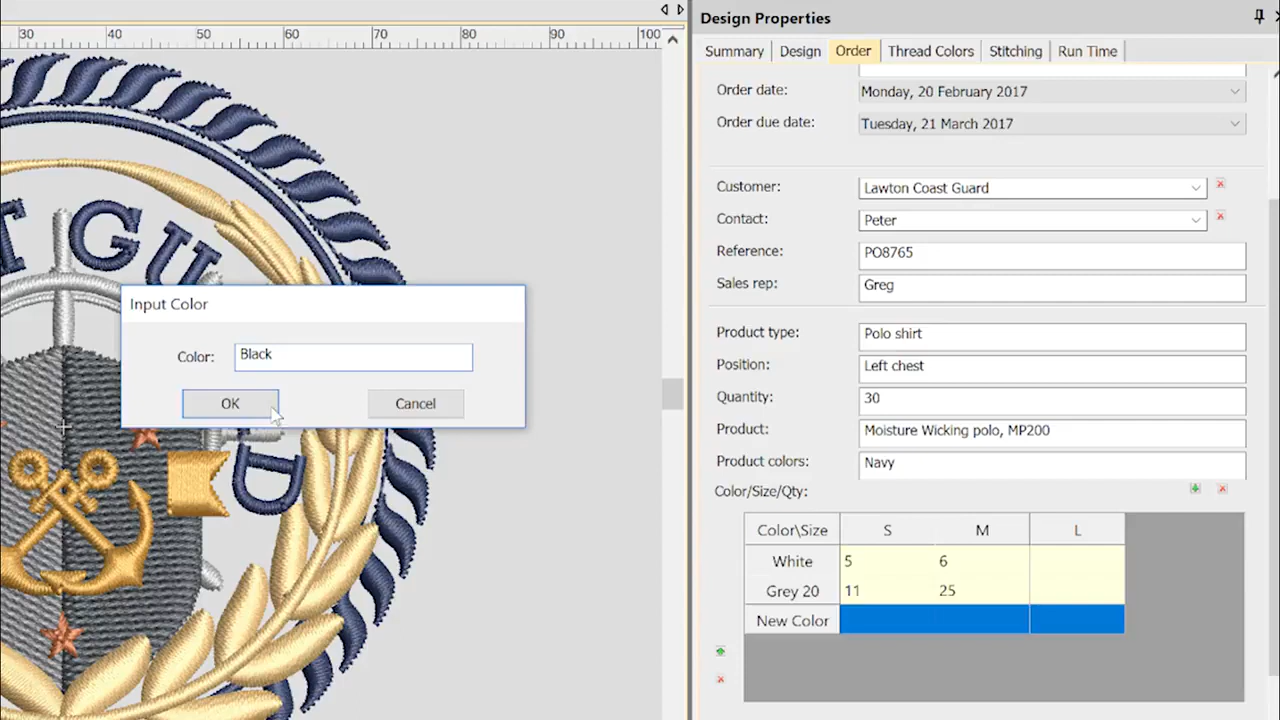 30 40 50 60 70 80 90 100
T GU
D
Input Color
Color: Black
OK Cancel
Design Properties
Summary Design Order Thread Colors Stitching Run Time
Order date: Monday, 20 February 2017
Order due date: Tuesday, 21 March 2017
Customer: Lawton Coast Guard
Contact: Peter
Reference: PO8765
Sales rep: Greg
Product type: Polo shirt
Position: Left chest
Quantity: 30
Product: Moisture Wicking polo, MP200
Product colors: Navy
Color/Size/Qty:
Color\Size S M L
White 5 6
Grey 20 11 25
New Color